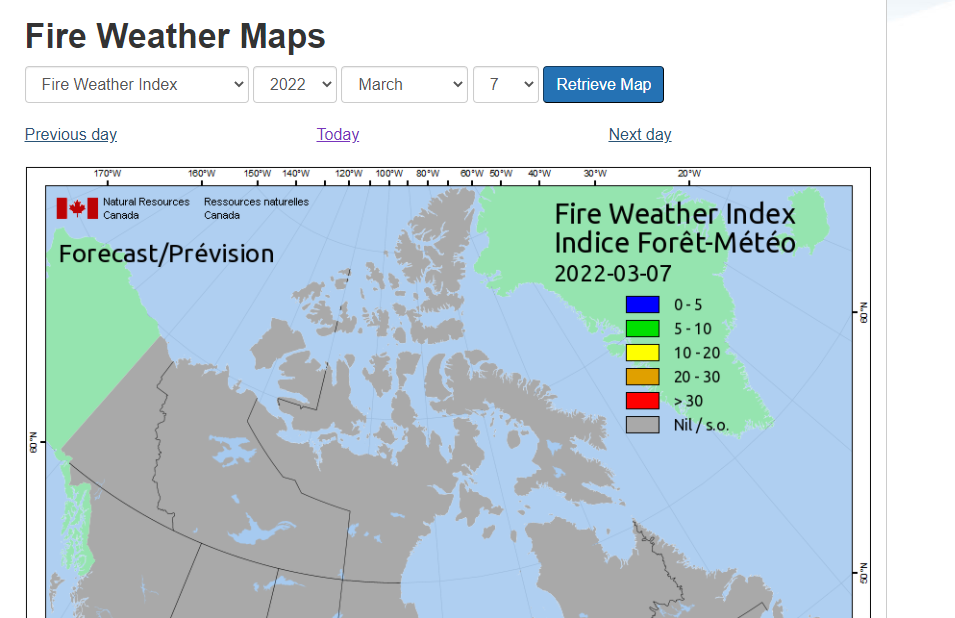 Fire Weather Maps
Fire Weather Index 2022 March 7 Retrieve Map
Previous day Today Next day
170°W 160°W 150°W 140°W 120°W 100°W 80°W 60°W 50°W 40°W 30°W 20°W
Natural Resources Ressources naturelles
Canada Canada
Forecast/Prévision
Fire Weather Index
Indice Forêt-Météo
2022-03-07
0 - 5
5 - 10
10 - 20
20 - 30
> 30
Nil / s.o.
60°N
60°N
50°N